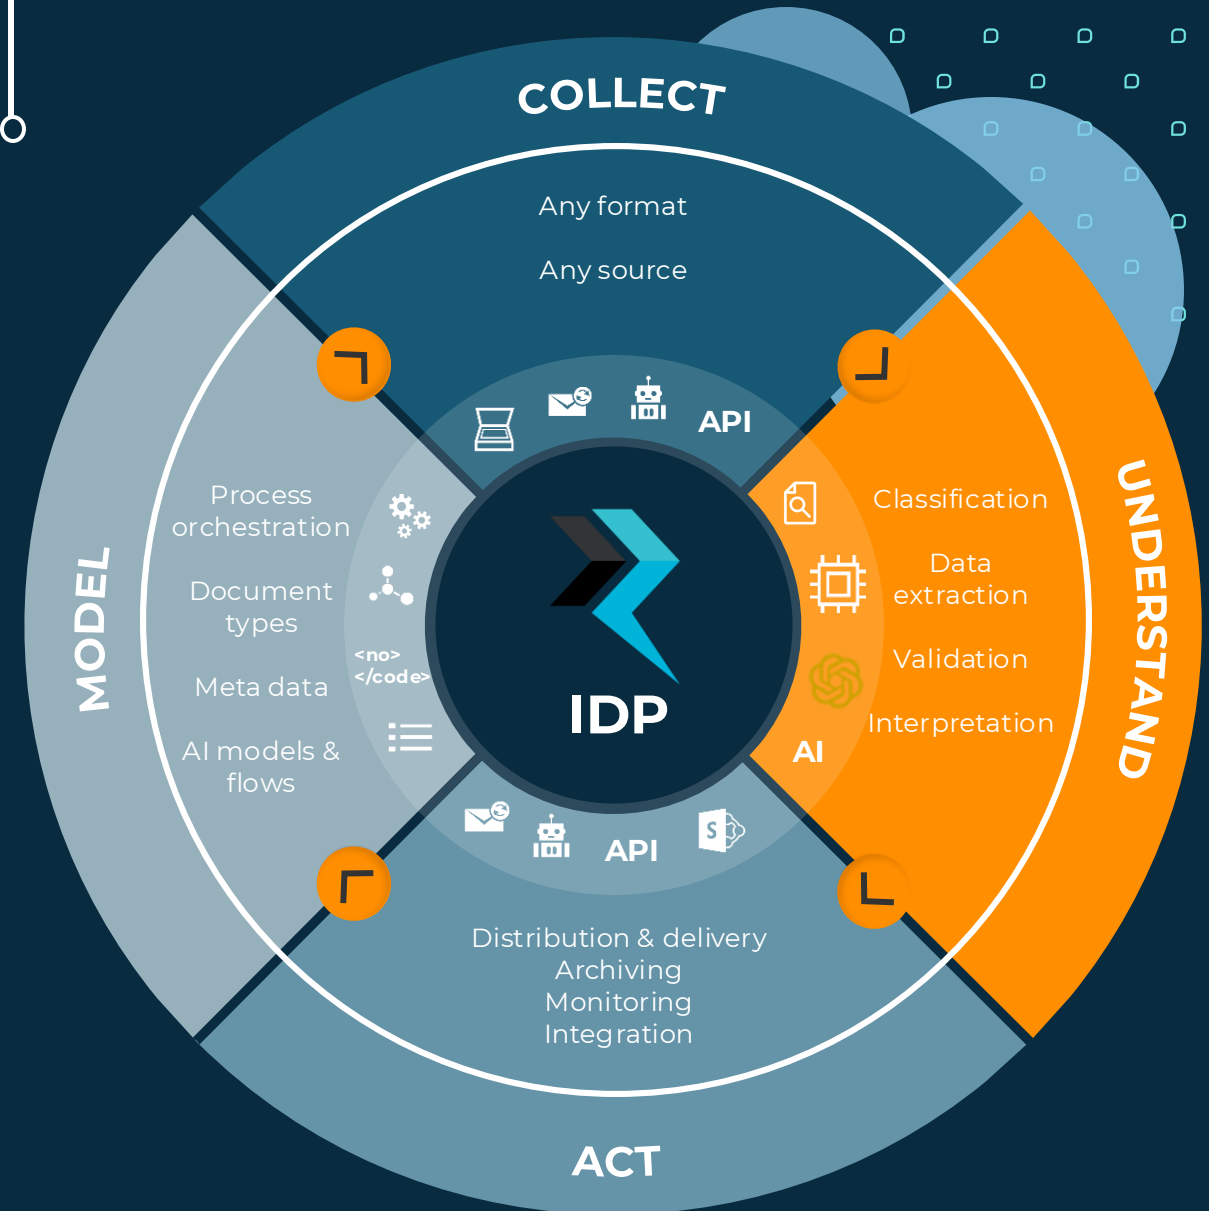 COLLECT
Any format
Any source
API
UNDERSTAND
Classification
Data
extraction
Validation
Interpretation
AI
ACT
API
S
Distribution & delivery
Archiving
Monitoring
Integration
MODEL
Process
orchestration
Document
types
Meta data
AI models &
flows
<no>
</code>
IDP